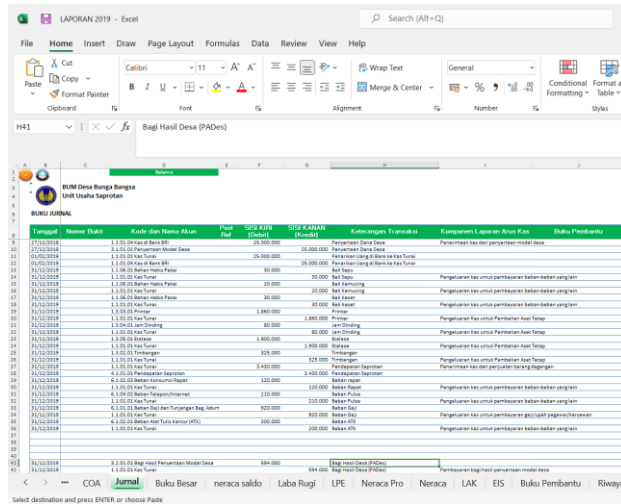 LAPORAN 2019 - Excel
Search (Alt+Q)
File Home Insert Draw Page Layout Formulas Data Review View Help
Paste
Cut
Copy
Format Painter
Clipboard
Calibri 11
B I U
Font
Wrap Text
Merge & Center
Alignment
General
Number
Conditional Formatting
Format a
Table
Styles
H41 fx Bagi Hasil Desa (PADes)
Balance
BUM Desa Bunga Bangsa
Unit Usaha Saprotan
BUKU JURNAL
Tanggal Nomor Bukti Kode dan Nama Akun Post Ref SISI KIRI (Debit) SISI KANAN (Kredit) Keterangan Transaksi Komponen Laporan Arus Kas Buku Pembantu
27/12/2018 1.1.01.04 Kas di Bank BRI 25.000.000 Penyertaan Dana Desa Penerimaan kas dari penyertaan modal desa
27/12/2018 3.1.01.01 Penyertaan Modal Desa 25.000.000 Penyertaan Dana Desa
01/02/2019 1.1.01.01 Kas Tunai 25.000.000 Penarikan Uang di Bank ke Kas Tunai
01/02/2019 1.1.01.04 Kas di Bank BRI 25.000.000 Penarikan Uang di Bank ke Kas Tunai
31/12/2019 1.1.06.01 Bahan Habis Pakai 30.000 Beli Sapu
31/12/2019 1.1.01.01 Kas Tunai 30.000 Beli Sapu Pengeluaran kas untuk pembayaran beban-beban yang lain
31/12/2019 1.1.06.01 Bahan Habis Pakai 20.000 Beli Kemucing
31/12/2019 1.1.01.01 Kas Tunai 20.000 Beli Kemucing Pengeluaran kas untuk pembayaran beban-beban yang lain
31/12/2019 1.1.06.01 Bahan Habis Pakai 30.000 Beli Keset
31/12/2019 1.1.01.01 Kas Tunai 30.000 Beli Keset Pengeluaran kas untuk pembayaran beban-beban yang lain
31/12/2019 1.3.03.01 Printer 1.880.000 Printer
31/12/2019 1.1.01.01 Kas Tunai 1.880.000 Printer Pengeluaran Kas untuk Pembelian Aset Tetap
31/12/2019 1.3.04.01 Jam Dinding 80.000 Jam Dinding
31/12/2019 1.1.01.01 Kas Tunai 80.000 Jam Dinding Pengeluaran Kas untuk Pembelian Aset Tetap
31/12/2019 1.3.05.01 Etalase 1.900.000 Etalase
31/12/2019 1.1.01.01 Kas Tunai 1.900.000 Etalase Pengeluaran Kas untuk Pembelian Aset Tetap
31/12/2019 1.3.02.01 Timbangan 325.000 Timbangan
31/12/2019 1.1.01.01 Kas Tunai 325.000 Timbangan Pengeluaran Kas untuk Pembelian Aset Tetap
31/12/2019 1.1.01.01 Kas Tunai 3.430.000 Pendapatan Saprotan Penerimaan kas dari penjualan barang dagangan
31/12/2019 4.1.01.01 Pendapatan Saprotan 3.430.000 Pendapatan Saprotan
31/12/2019 6.1.02.03 Beban Konsumsi Rapat 120.000 Beban rapat
31/12/2019 1.1.01.01 Kas Tunai 120.000 Beban Rapat Pengeluaran kas untuk pembayaran beban-beban yang lain
31/12/2019 6.1.04.02 Beban Telepon/Internet 210.000 Beban Pulsa
31/12/2019 1.1.01.01 Kas Tunai 210.000 Beban Pulsa Pengeluaran kas untuk pembayaran beban-beban yang lain
31/12/2019 6.1.01.01 Beban Gaji dan Tunjangan Bag. Adum 920.000 Beban Gaji
31/12/2019 1.1.01.01 Kas Tunai 920.000 Beban Gaji Pengeluaran kas untuk pembayaran gaji/upah pegawai/karyawan
31/12/2019 6.1.02.01 Beban Alat Tulis Kantor (ATK) 200.000 Beban ATK
31/12/2019 1.1.01.01 Kas Tunai 200.000 Beban ATK Pengeluaran kas untuk pembayaran beban-beban yang lain
31/12/2019 3.2.01.01 Bagi Hasil Penyertaan Modal Desa 594.000 Bagi Hasil Desa (PADes)
31/12/2019 1.1.01.01 Kas Tunai 594.000 Bagi Hasil Desa (PADes) Pembayaran bagi hasil penyertaan modal desa
COA Jurnal Buku Besar neraca saldo Laba Rugi LPE Neraca Pro Neraca LAK EIS Buku Pembantu Riway
Select destination and press ENTER or choose Paste